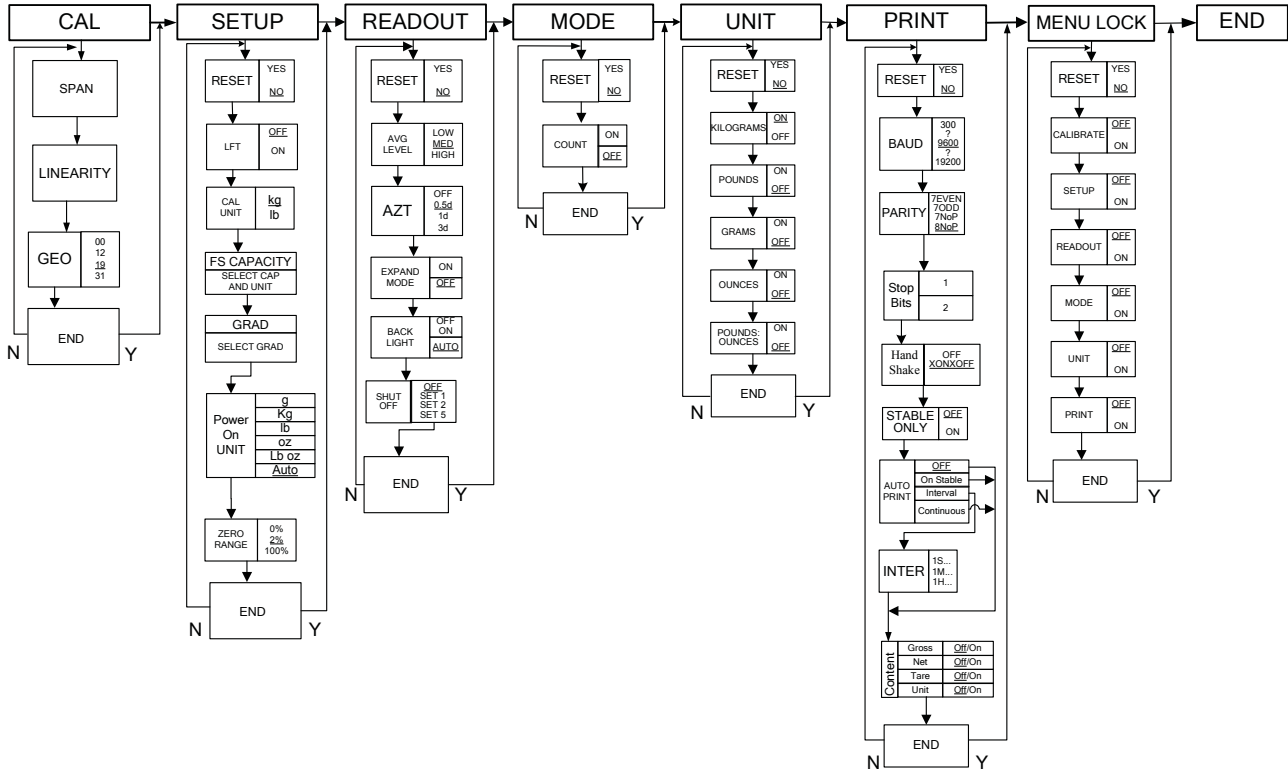 CAL
SPAN
LINEARITY
GEO
00
12
19
31
END
N
Y
SETUP
RESET
YES
NO
LFT
OFF
ON
CAL
UNIT
kg
lb
FS CAPACITY
SELECT CAP
AND UNIT
GRAD
SELECT GRAD
Power
On
UNIT
g
Kg
lb
oz
Lb oz
Auto
ZERO
RANGE
0%
2%
100%
END
N
Y
READOUT
RESET
YES
NO
AVG
LEVEL
LOW
MED
HIGH
AZT
OFF
0.5d
1d
3d
EXPAND
MODE
ON
OFF
BACK
LIGHT
OFF
ON
AUTO
SHUT
OFF
OFF
SET 1
SET 2
SET 5
END
N
Y
MODE
RESET
YES
NO
COUNT
ON
OFF
END
N
Y
UNIT
RESET
YES
NO
KILOGRAMS
ON
OFF
POUNDS
ON
OFF
GRAMS
ON
OFF
OUNCES
ON
OFF
POUNDS:
OUNCES
ON
OFF
END
N
Y
PRINT
RESET
YES
NO
BAUD
300
?
9600
?
19200
PARITY
7EVEN
7ODD
7NoP
8NoP
Stop
Bits
1
2
Hand
Shake
OFF
XONXOFF
STABLE
ONLY
OFF
ON
AUTO
PRINT
OFF
On Stable
Interval
Continuous
INTER
1S...
1M...
1H...
Content
Gross
Off/On
Net
Off/On
Tare
Off/On
Unit
Off/On
END
N
Y
MENU LOCK
RESET
YES
NO
CALIBRATE
OFF
ON
SETUP
OFF
ON
READOUT
OFF
ON
MODE
OFF
ON
UNIT
OFF
ON
PRINT
OFF
ON
END
N
Y
END